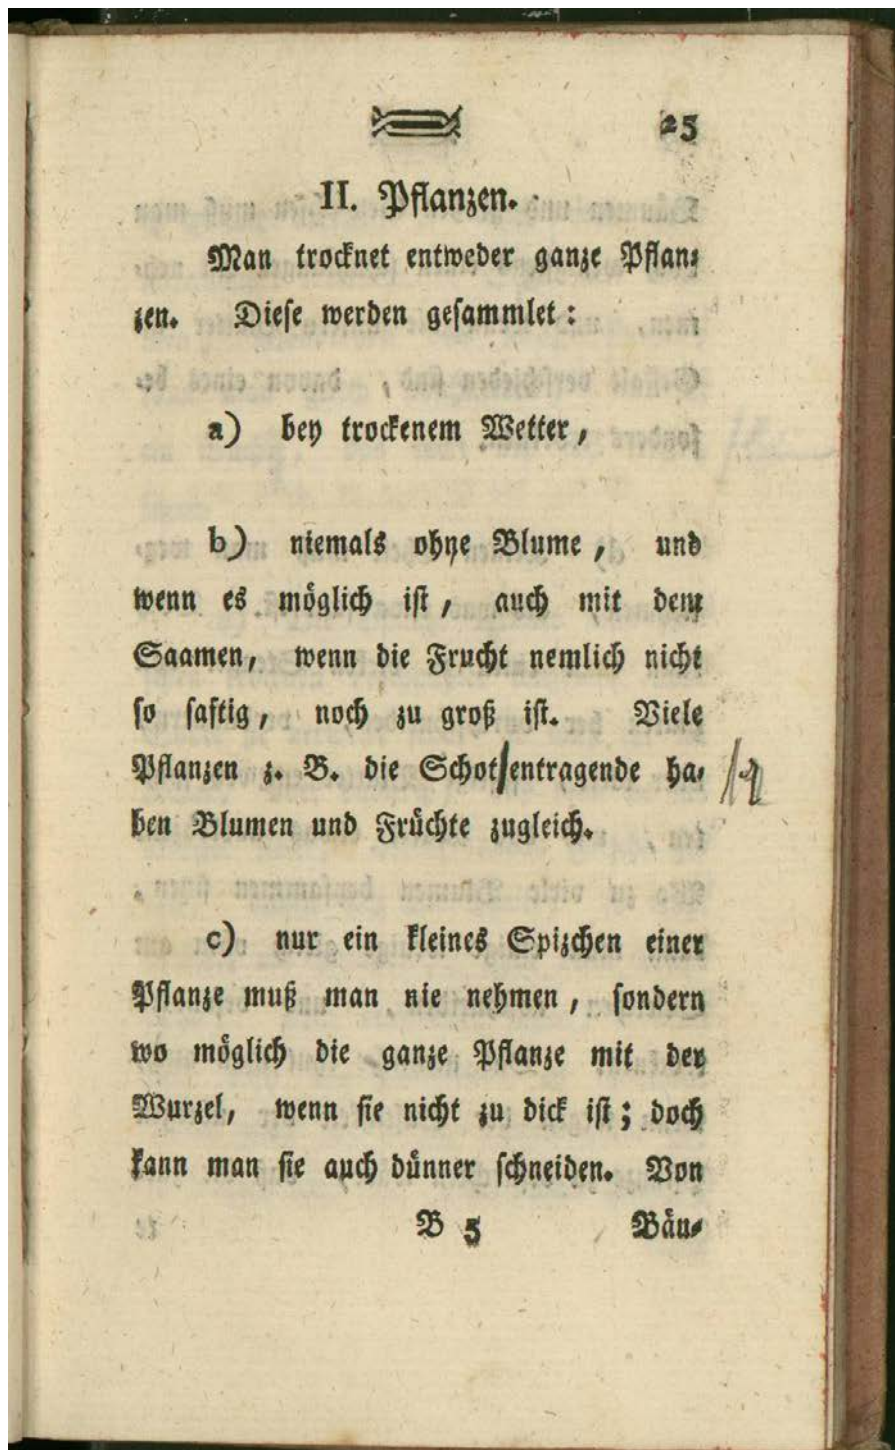 25
II. Pflanzen.
Man trocknet entweder ganze Pflan-
zen. Diese werden gesammlet:
a) bey trockenem Wetter,
b) niemals ohne Blume, und
wenn es möglich ist, auch mit dem
Saamen, wenn die Frucht nemlich nicht
so saftig, noch zu groß ist. Viele
Pflanzen z. B. die Schotentragende ha-
ben Blumen und Früchte zugleich.
c) nur ein kleines Spizchen einer
Pflanze muß man nie nehmen, sondern
wo möglich die ganze Pflanze mit der
Wurzel, wenn sie nicht zu dick ist; doch
kann man sie auch dünner schneiden. Von
B 5 Bäu-